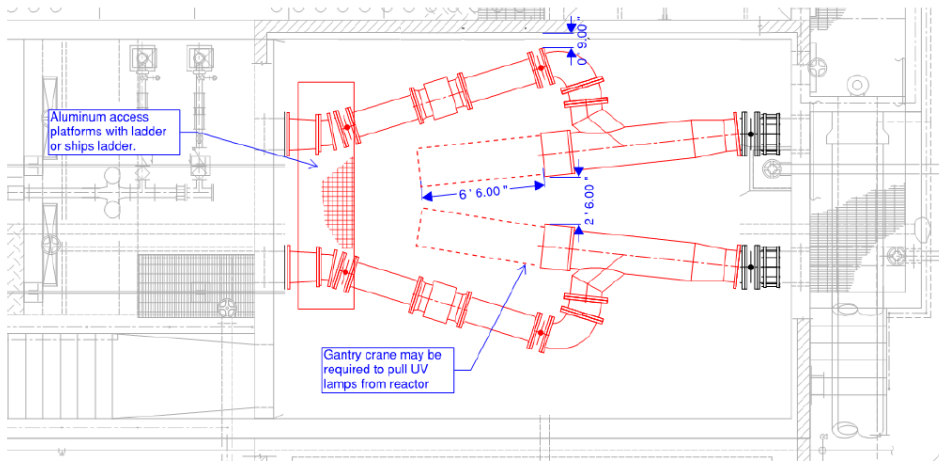 0' 9.00"
Aluminum access
platforms with ladder
or ships ladder.
6' 6.00"
2' 6.00"
Gantry crane may be
required to pull UV
lamps from reactor